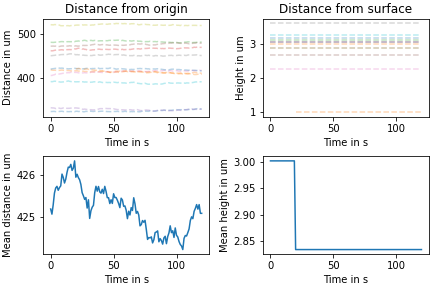 Distance from origin
Distance from surface
Distance in um
500
400
0
50
100
Time in s
Height in um
3
2
1
0
50
100
Time in s
Mean distance in um
426
425
0
50
100
Time in s
Mean height in um
3.00
2.95
2.90
2.85
0
50
100
Time in s